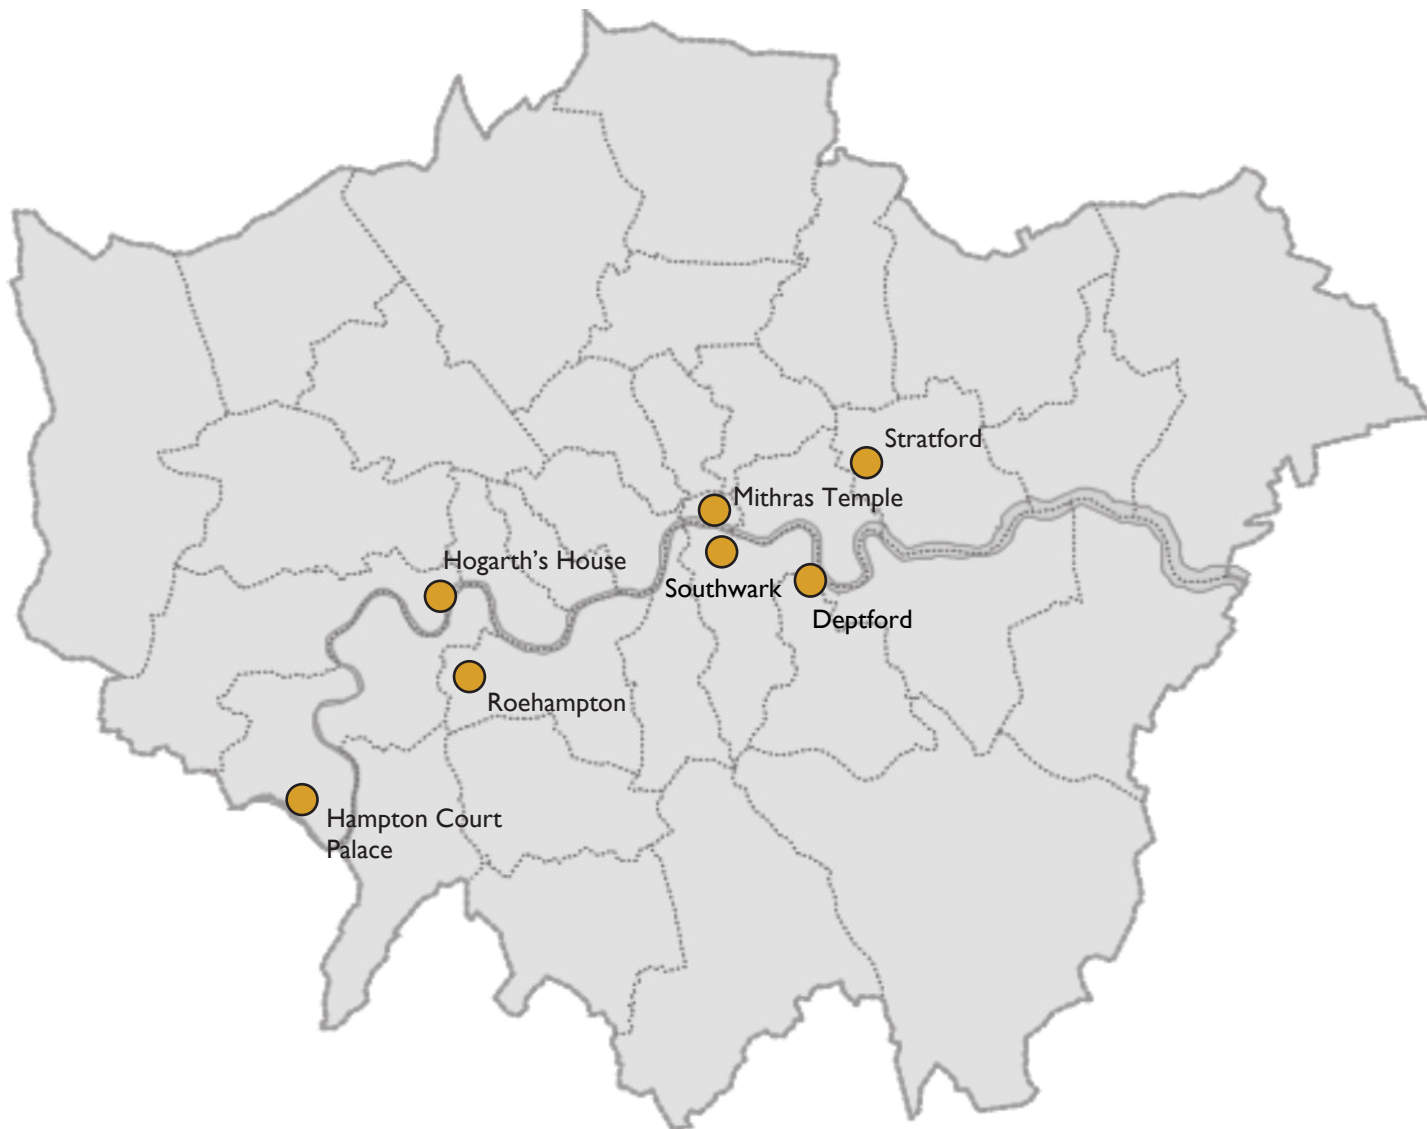 Stratford
Mithras Temple
Hogarth’s House
Southwark
Deptford
Roehampton
Hampton Court
Palace